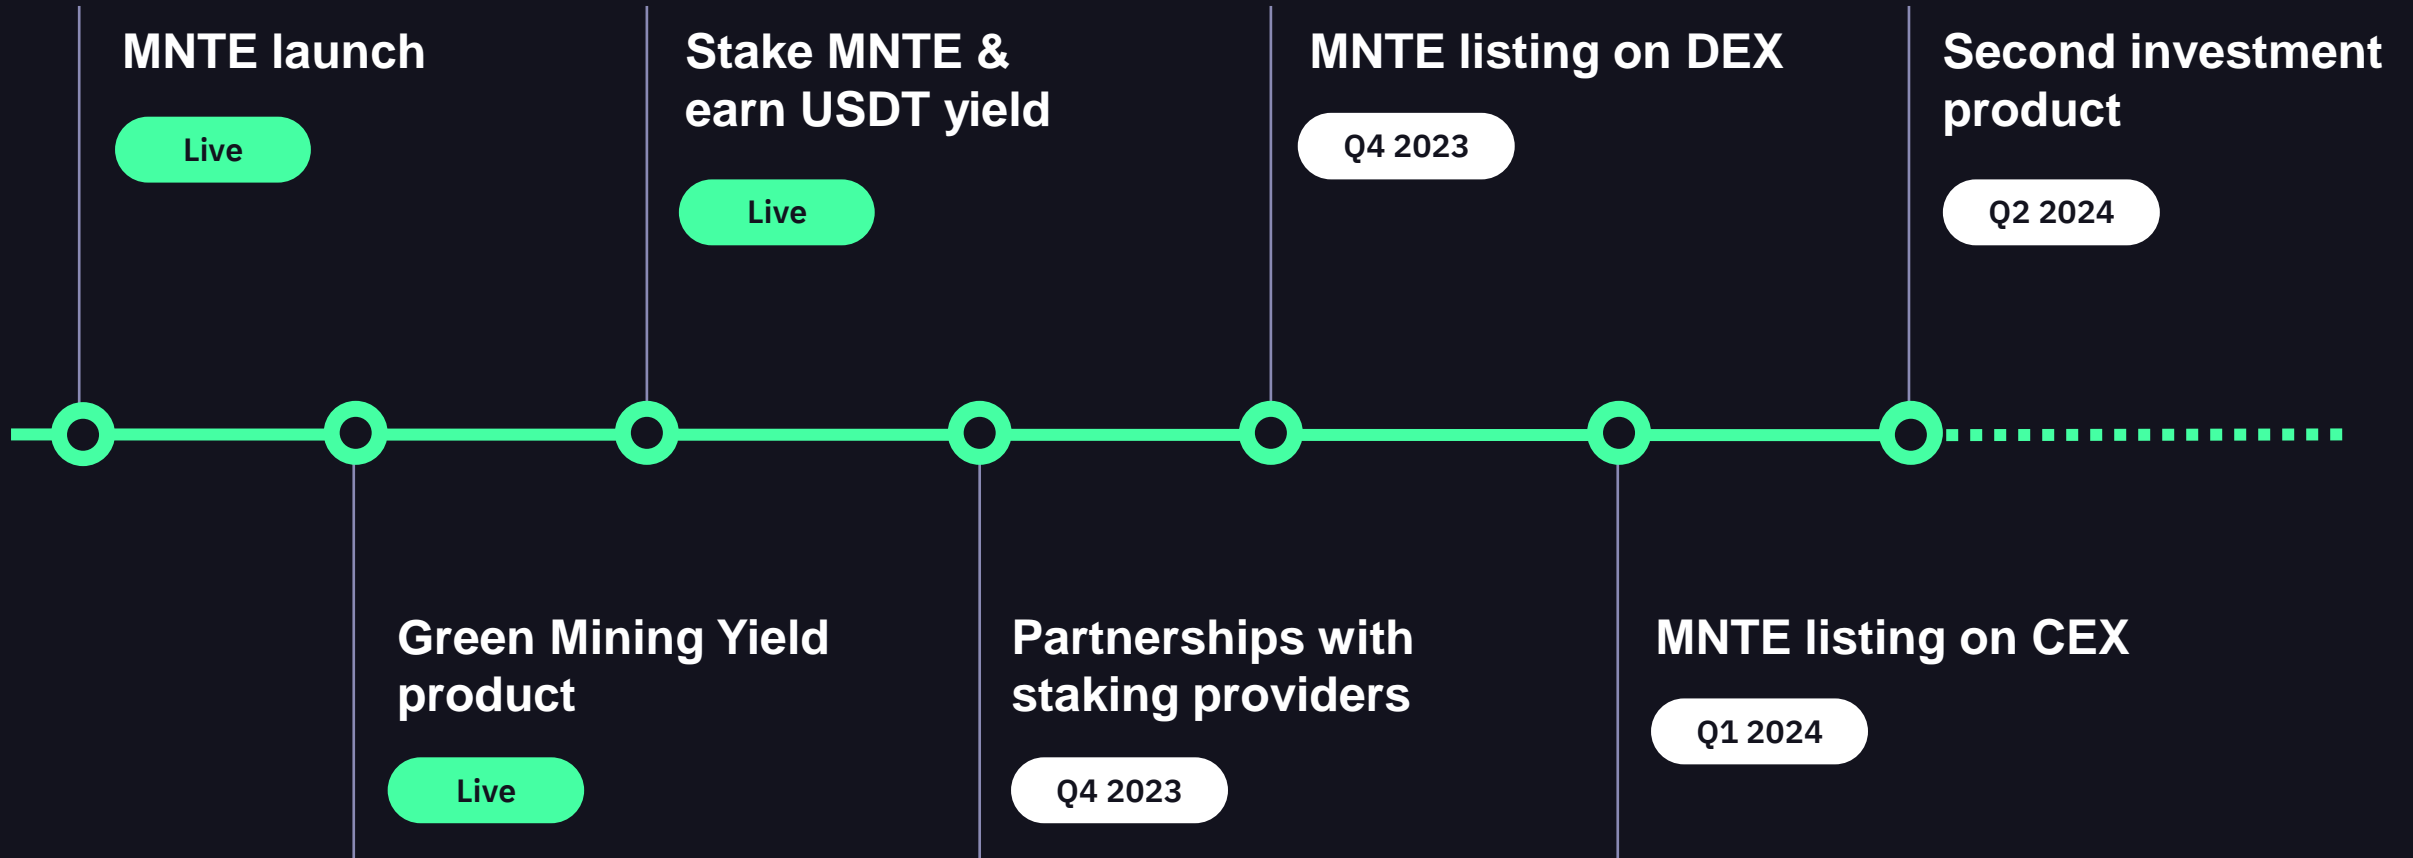 MNTE launch
Live
Stake MNTE &
earn USDT yield
Live
MNTE listing on DEX
Q4 2023
Second investment
product
Q2 2024
Green Mining Yield
product
Live
Partnerships with
staking providers
Q4 2023
MNTE listing on CEX
Q1 2024